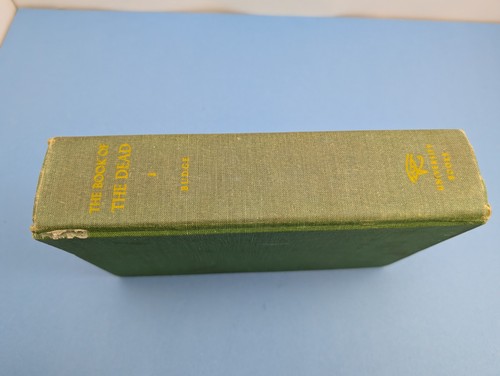 THE BOOK OF
THE DEAD
BUDGE
UNIVERSITY
BOOKS